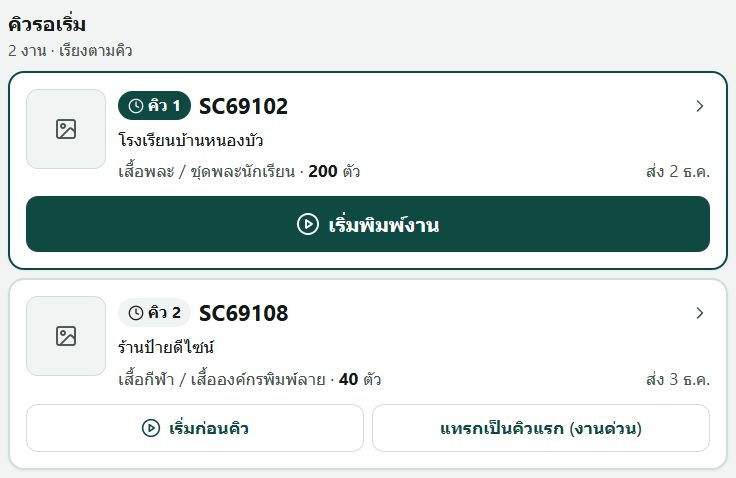 คิวรอเริ่ม
2 งาน · เรียงตามคิว
คิว 1 SC69102
โรงเรียนบ้านหนองบัว
เสื้อพละ / ชุดพละนักเรียน · 200 ตัว ส่ง 2 ธ.ค.
เริ่มพิมพ์งาน
คิว 2 SC69108
ร้านป้ายดีไซน์
เสื้อกีฬา / เสื้อองค์กรพิมพ์ลาย · 40 ตัว ส่ง 3 ธ.ค.
เริ่มก่อนคิว แทรกเป็นคิวแรก (งานด่วน)